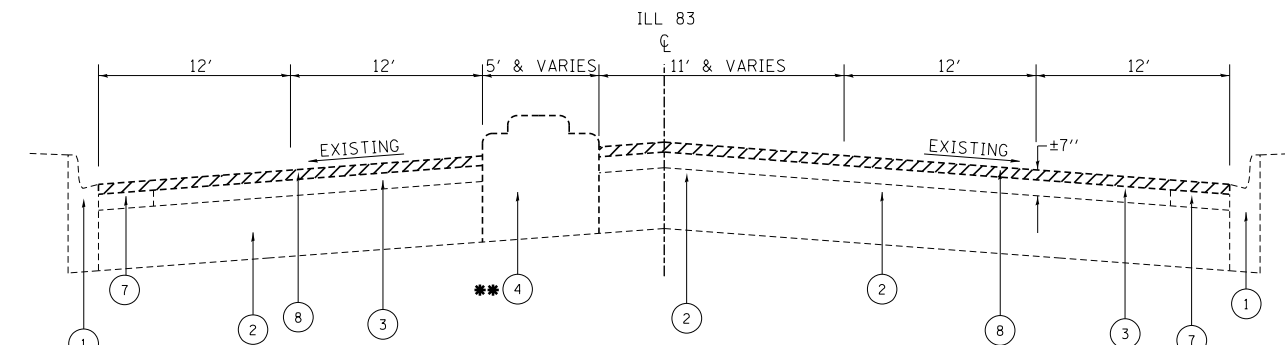 ILL 83
℄
12' 12' 5' & VARIES 11' & VARIES 12' 12'
EXISTING EXISTING ±7"
7 ** 4 1
2 8 3 2 2 8 3 7
1